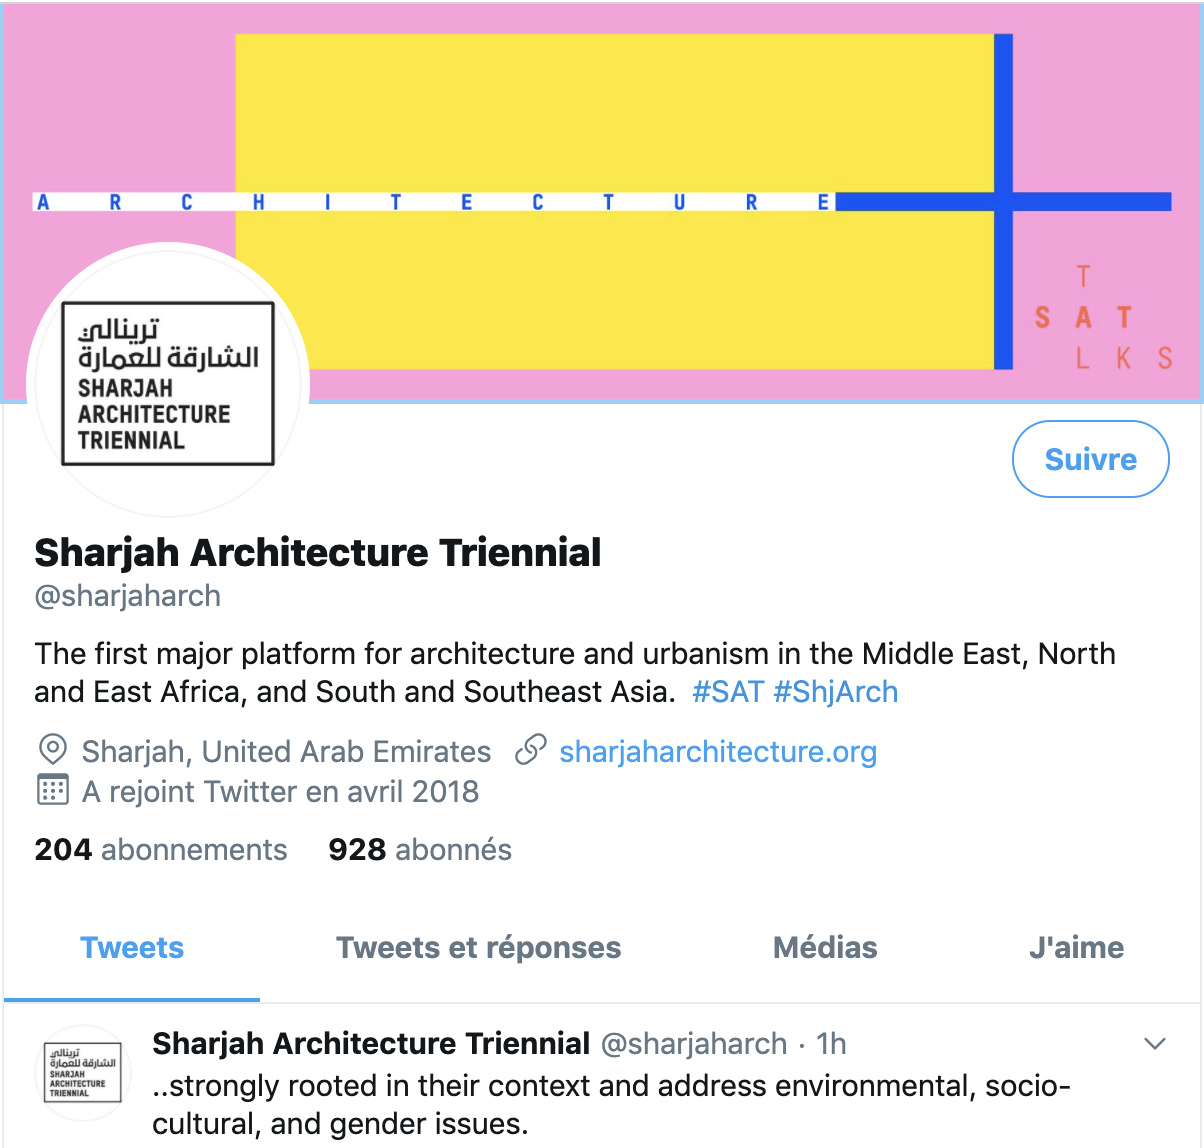 A R C H I T E C T U R E
T
S A T
L K S
ترينالي
الشارقة للعمارة
SHARJAH
ARCHITECTURE
TRIENNIAL
Suivre
Sharjah Architecture Triennial
@sharjaharch
The first major platform for architecture and urbanism in the Middle East, North
and East Africa, and South and Southeast Asia. #SAT #ShjArch
Sharjah, United Arab Emirates sharjaharchitecture.org
A rejoint Twitter en avril 2018
204 abonnements 928 abonnés
Tweets Tweets et réponses Médias J'aime
ترينالي
الشارقة للعمارة
SHARJAH
ARCHITECTURE
TRIENNIAL
Sharjah Architecture Triennial @sharjaharch · 1h
..strongly rooted in their context and address environmental, socio-
cultural, and gender issues.